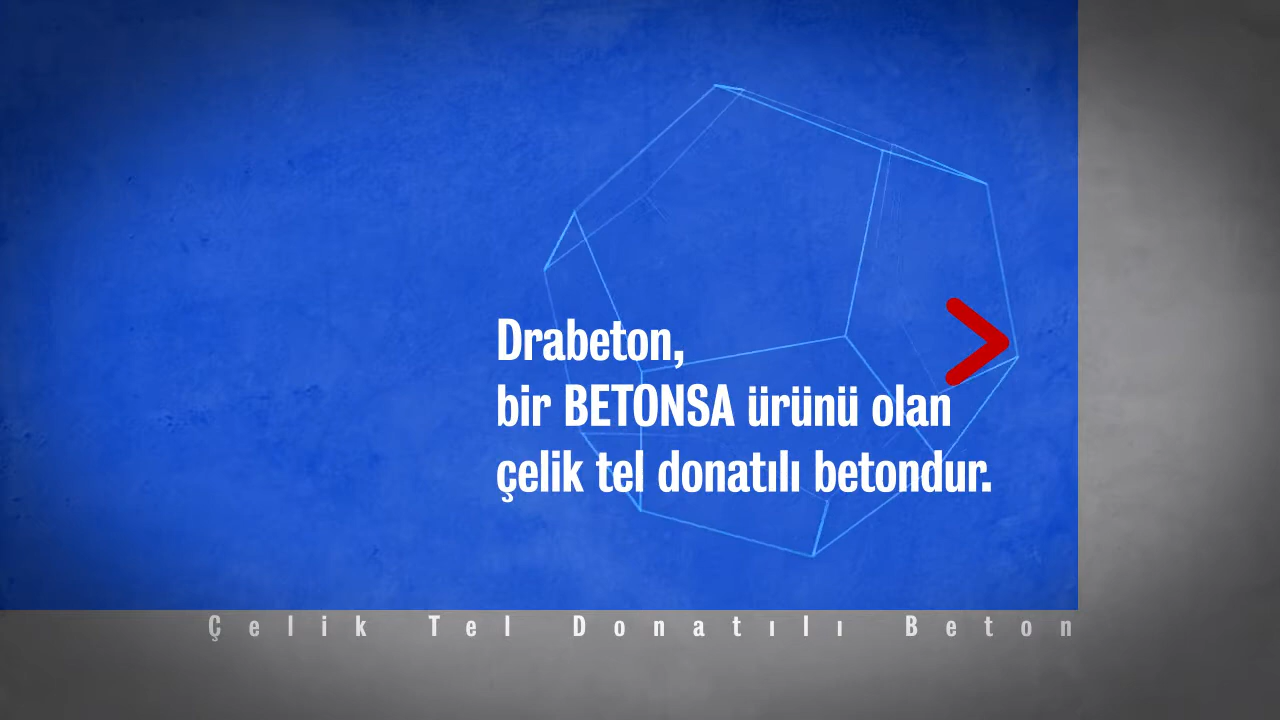 Drabeton,
bir BETONSA ürünü olan
çelik tel donatılı betondur.
Çelik Tel Donatılı Beton